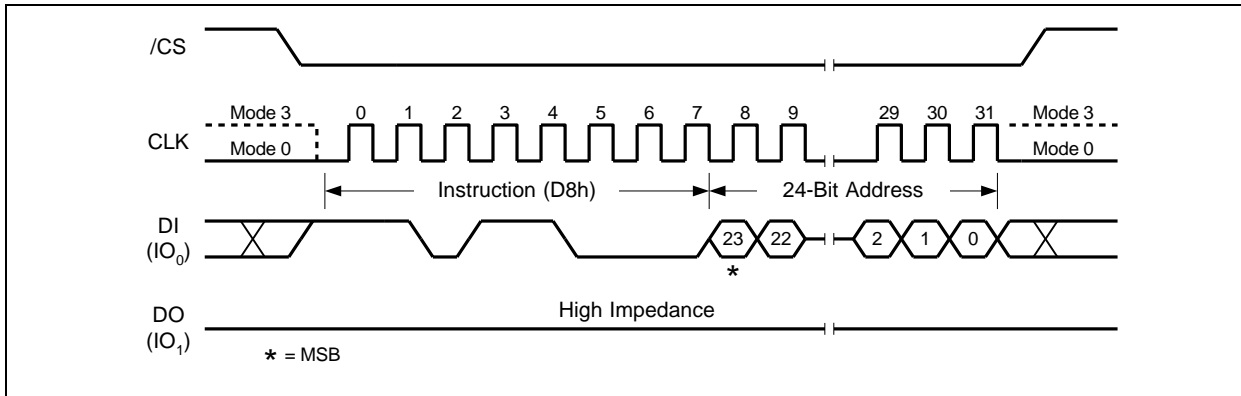 /CS
Mode 3 0 1 2 3 4 5 6 7 8 9 29 30 31 Mode 3
CLK
Mode 0 Mode 0
Instruction (D8h) 24-Bit Address
DI
(IO₀)
23 22 2 1 0
*
High Impedance
DO
(IO₁)
* = MSB